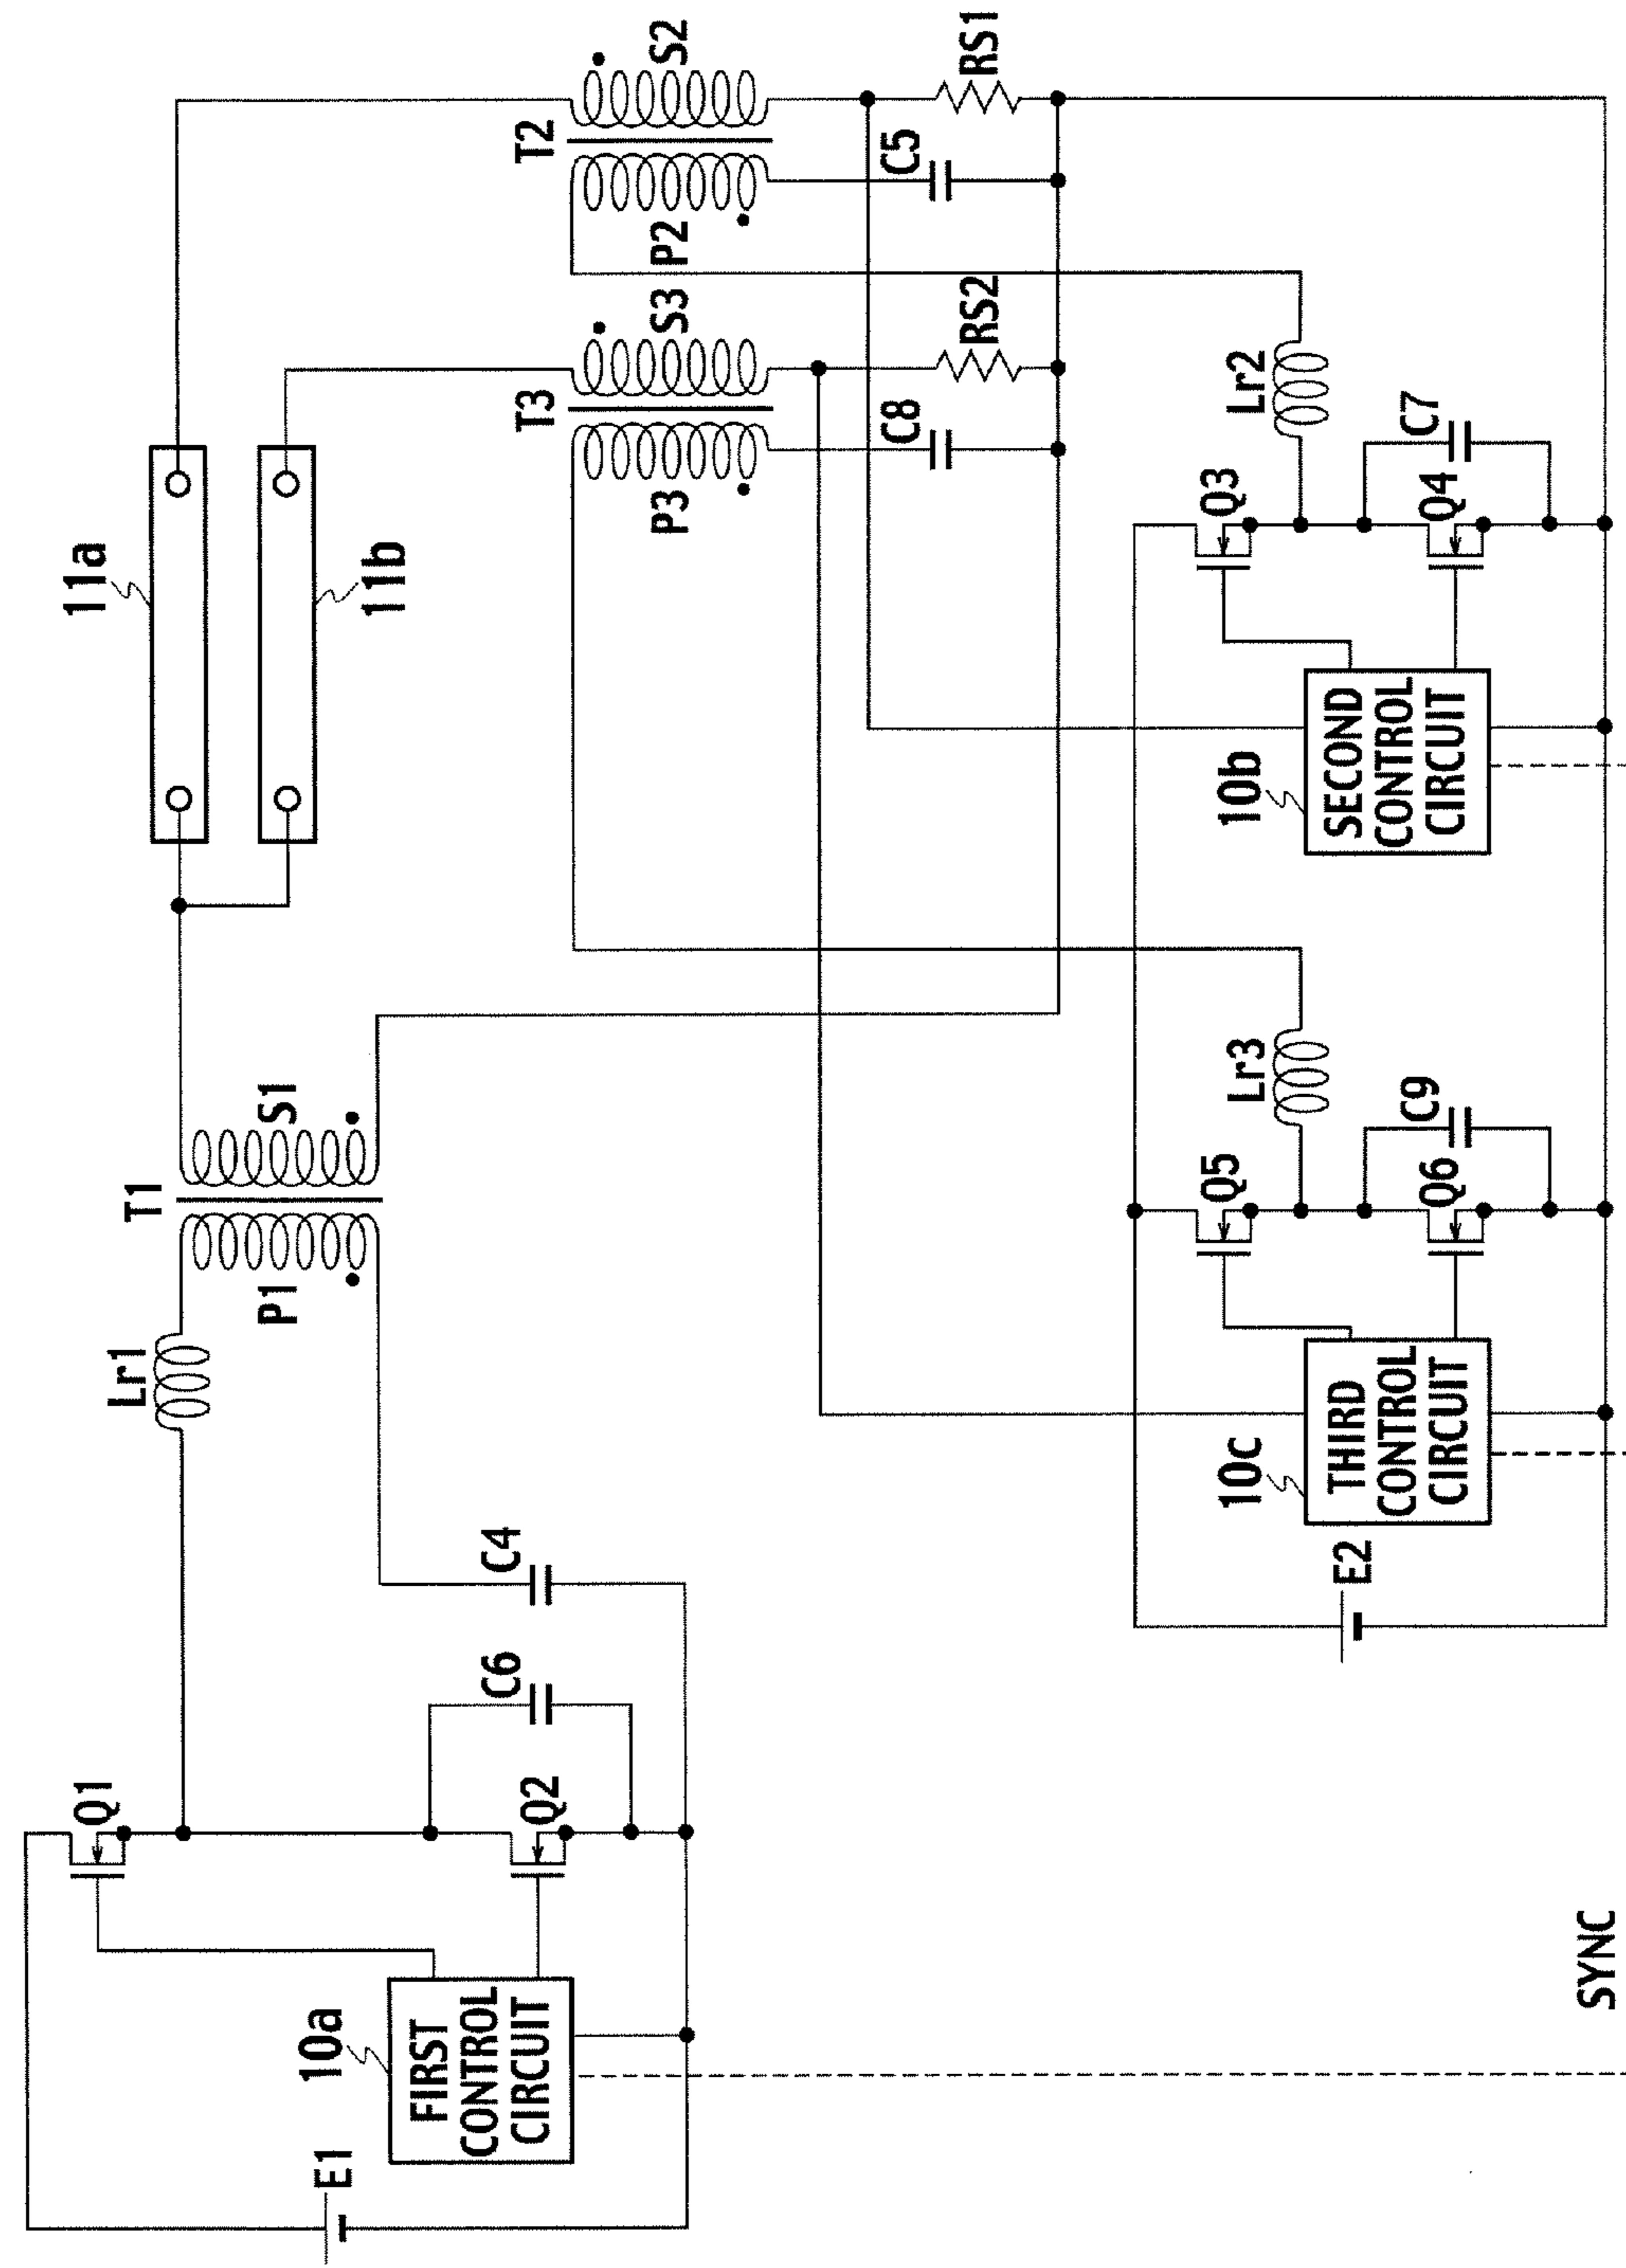 11a
11b
T1
P1
S1
Lr1
Q1
Q2
C6
C4
10a
FIRST
CONTROL
CIRCUIT
E1
T3
P3
S3
T2
P2
S2
C8
RS2
C5
RS1
E2
10c
THIRD
CONTROL
CIRCUIT
Q5
Q6
Lr3
C9
10b
SECOND
CONTROL
CIRCUIT
Q3
Q4
Lr2
C7
SYNC